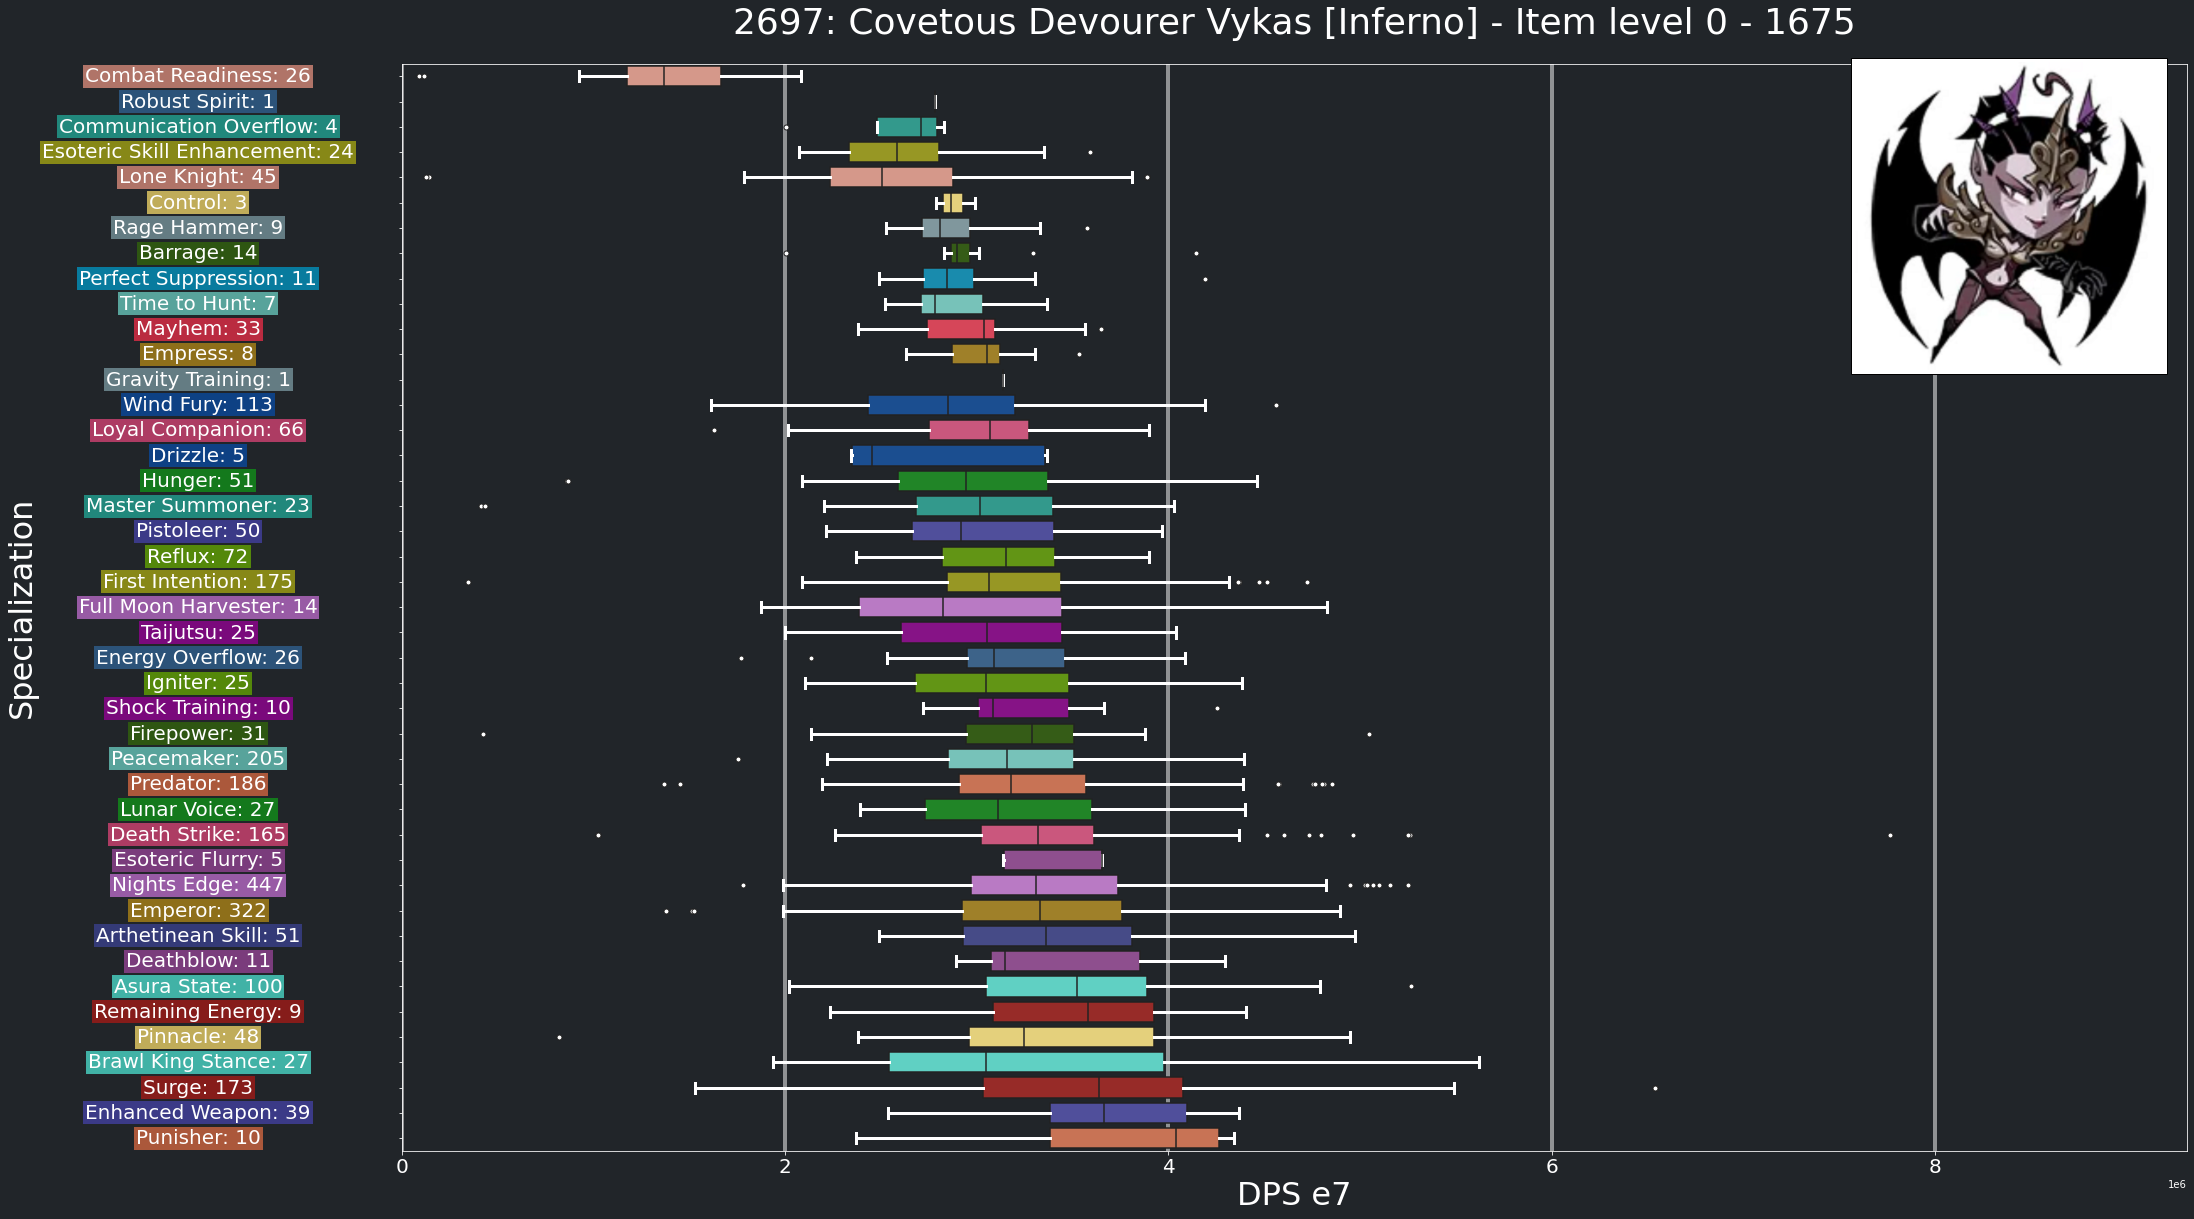 2697: Covetous Devourer Vykas [Inferno] - Item level 0 - 1675
Combat Readiness: 26
Robust Spirit: 1
Communication Overflow: 4
Esoteric Skill Enhancement: 24
Lone Knight: 45
Control: 3
Rage Hammer: 9
Barrage: 14
Perfect Suppression: 11
Time to Hunt: 7
Mayhem: 33
Empress: 8
Gravity Training: 1
Wind Fury: 113
Loyal Companion: 66
Drizzle: 5
Hunger: 51
Master Summoner: 23
Pistoleer: 50
Reflux: 72
First Intention: 175
Full Moon Harvester: 14
Taijutsu: 25
Energy Overflow: 26
Igniter: 25
Shock Training: 10
Firepower: 31
Peacemaker: 205
Predator: 186
Lunar Voice: 27
Death Strike: 165
Esoteric Flurry: 5
Nights Edge: 447
Emperor: 322
Arthetinean Skill: 51
Deathblow: 11
Asura State: 100
Remaining Energy: 9
Pinnacle: 48
Brawl King Stance: 27
Surge: 173
Enhanced Weapon: 39
Punisher: 10
Specialization
0 2 4 6 8
DPS e7
1e6